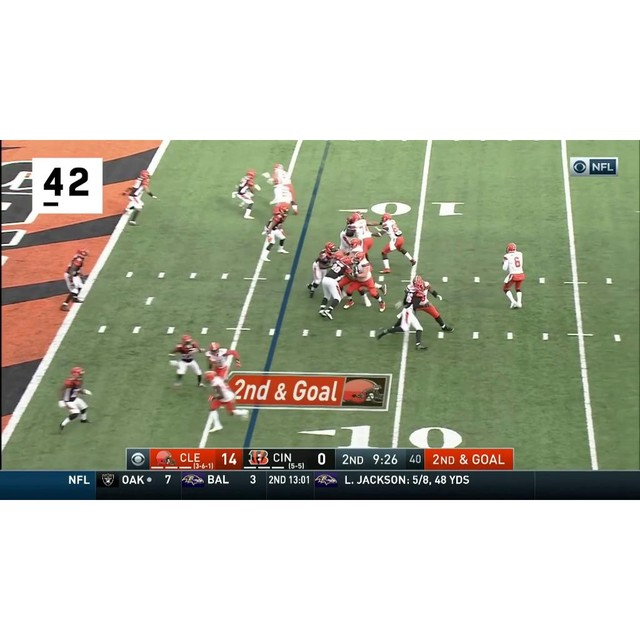 42
NFL
10
6
2nd & Goal
10
CLE (3-6-1) 14 CIN (5-5) 0 2ND 9:26 40 2ND & GOAL
NFL OAK 7 BAL 3 2ND 13:01 L. JACKSON: 5/8, 48 YDS